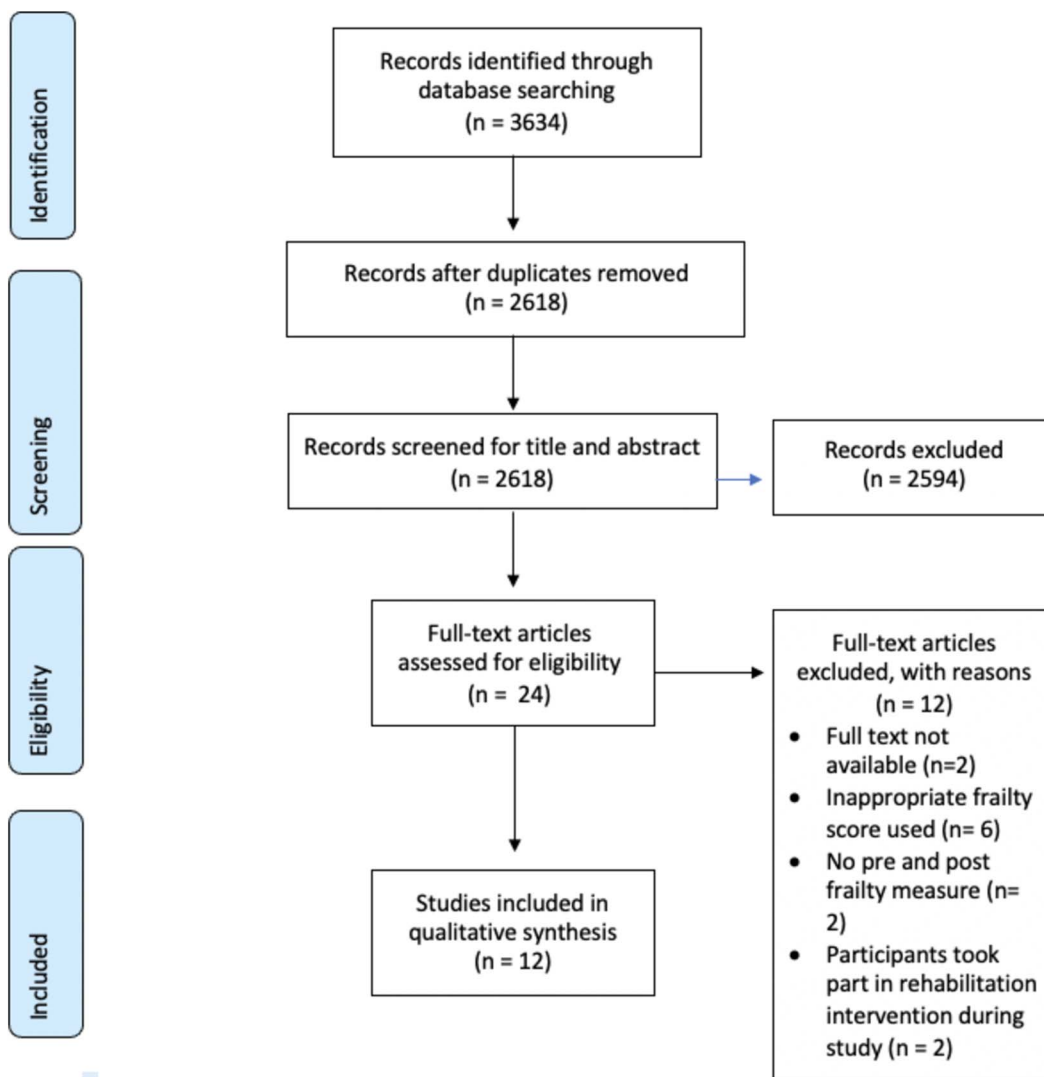 Identification
Records identified through
database searching
(n = 3634)
Records after duplicates removed
(n = 2618)
Screening
Records screened for title and abstract
(n = 2618)
Records excluded
(n = 2594)
Eligibility
Full-text articles
assessed for eligibility
(n = 24)
Full-text articles
excluded, with reasons
(n = 12)
• Full text not
available (n=2)
• Inappropriate frailty
score used (n= 6)
• No pre and post
frailty measure (n=
2)
• Participants took
part in rehabilitation
intervention during
study (n = 2)
Included
Studies included in
qualitative synthesis
(n = 12)